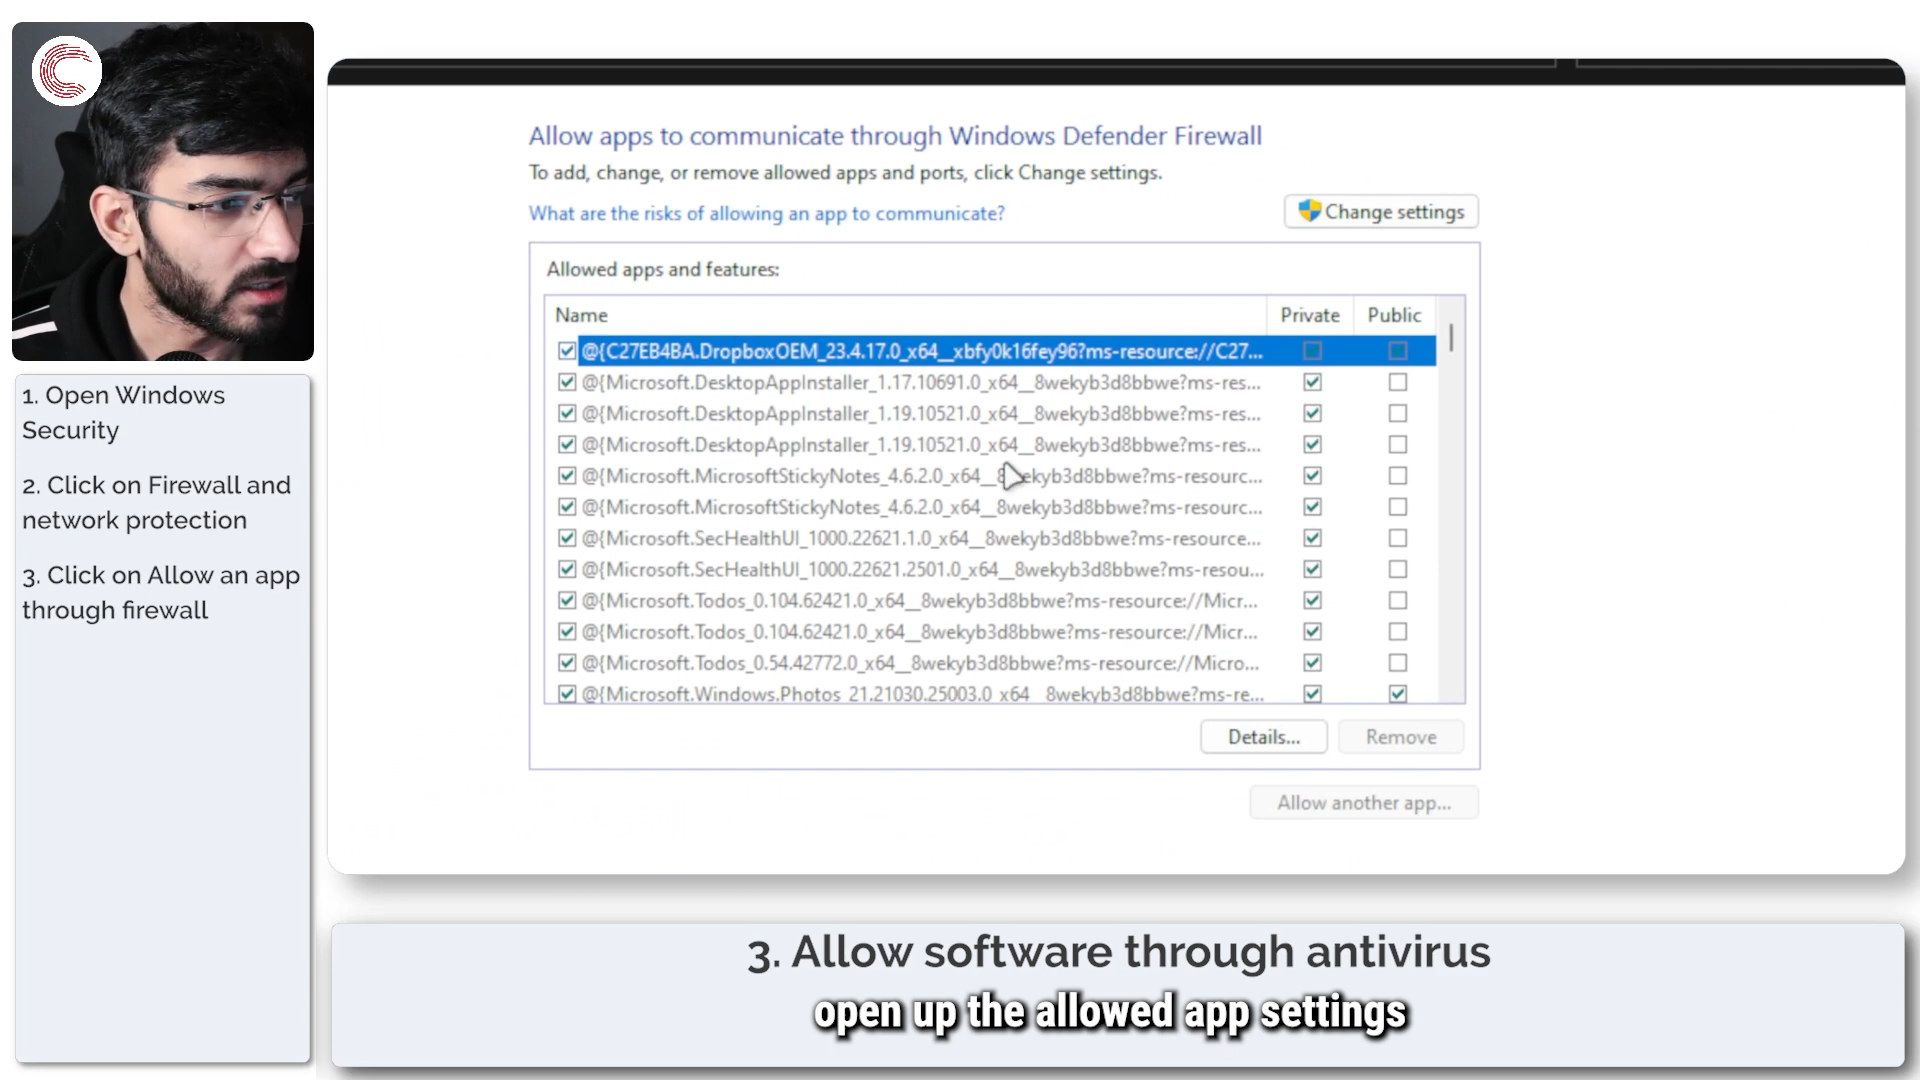 1. Open Windows
Security
2. Click on Firewall and
network protection
3. Click on Allow an app
through firewall
Allow apps to communicate through Windows Defender Firewall
To add, change, or remove allowed apps and ports, click Change settings.
What are the risks of allowing an app to communicate?
Change settings
Allowed apps and features:
Name Private Public
@{C27EB4BA.DropboxOEM_23.4.17.0_x64__xbfy0k16fey96?ms-resource://C27...
@{Microsoft.DesktopAppInstaller_1.17.10691.0_x64__8wekyb3d8bbwe?ms-res...
@{Microsoft.DesktopAppInstaller_1.19.10521.0_x64__8wekyb3d8bbwe?ms-res...
@{Microsoft.DesktopAppInstaller_1.19.10521.0_x64__8wekyb3d8bbwe?ms-res...
@{Microsoft.MicrosoftStickyNotes_4.6.2.0_x64__8wekyb3d8bbwe?ms-resourc...
@{Microsoft.MicrosoftStickyNotes_4.6.2.0_x64__8wekyb3d8bbwe?ms-resourc...
@{Microsoft.SecHealthUI_1000.22621.1.0_x64__8wekyb3d8bbwe?ms-resource...
@{Microsoft.SecHealthUI_1000.22621.2501.0_x64__8wekyb3d8bbwe?ms-resou...
@{Microsoft.Todos_0.104.62421.0_x64__8wekyb3d8bbwe?ms-resource://Micr...
@{Microsoft.Todos_0.104.62421.0_x64__8wekyb3d8bbwe?ms-resource://Micr...
@{Microsoft.Todos_0.54.42772.0_x64__8wekyb3d8bbwe?ms-resource://Micro...
@{Microsoft.Windows.Photos_21.21030.25003.0_x64__8wekyb3d8bbwe?ms-re...
Details... Remove
Allow another app...
3. Allow software through antivirus
open up the allowed app settings